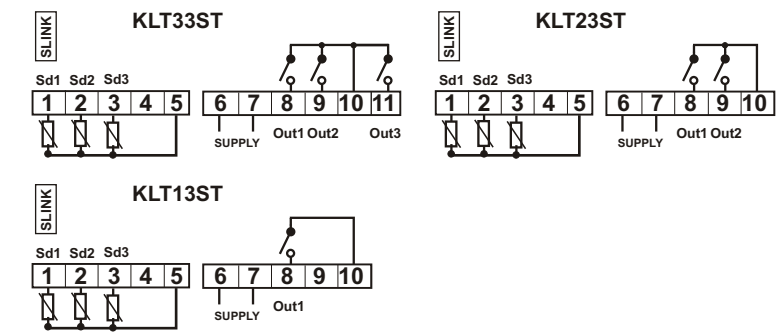 KLT33ST
SLINK
Sd1 Sd2 Sd3
1 2 3 4 5 6 7 8 9 10 11
SUPPLY Out1 Out2 Out3
KLT23ST
SLINK
Sd1 Sd2 Sd3
1 2 3 4 5 6 7 8 9 10
SUPPLY Out1 Out2
KLT13ST
SLINK
Sd1 Sd2 Sd3
1 2 3 4 5 6 7 8 9 10
SUPPLY Out1